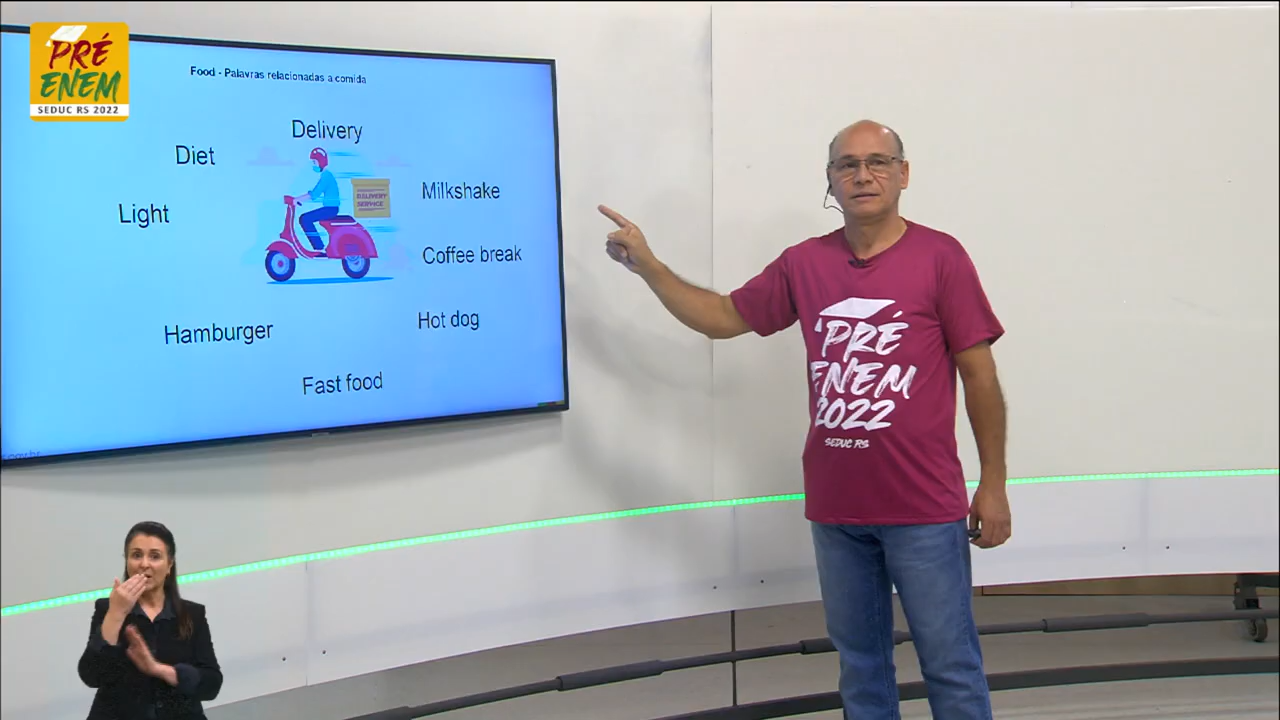 PRÉ
ENEM
SEDUC RS 2022
Food - Palavras relacionadas a comida
Delivery
Diet
Milkshake
Light
DELIVERY
SERVICE
Coffee break
Hamburger
Hot dog
Fast food
PRÉ
ENEM
2022
SEDUC RS